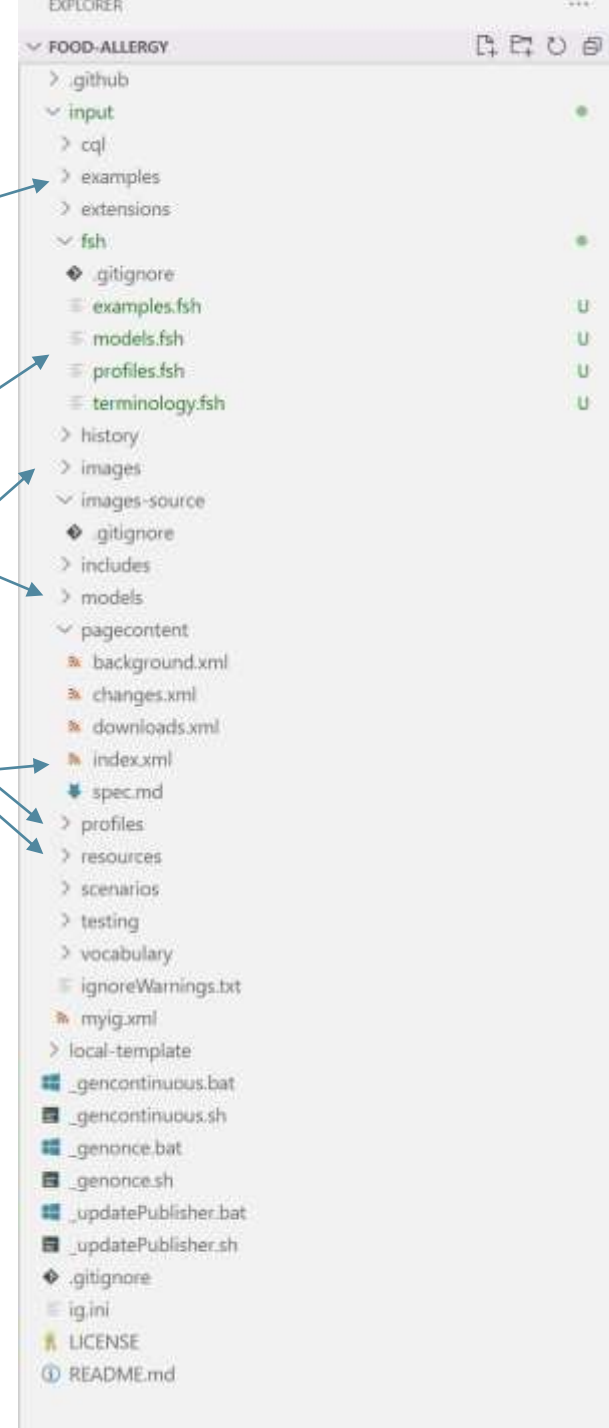 EXPLORER
FOOD-ALLERGY
.github
input
cql
examples
extensions
fsh
.gitignore
examples.fsh U
models.fsh U
profiles.fsh U
terminology.fsh U
history
images
images-source
.gitignore
includes
models
pagecontent
background.xml
changes.xml
downloads.xml
index.xml
spec.md
profiles
resources
scenarios
testing
vocabulary
ignoreWarnings.txt
myig.xml
local-template
_gencontinuous.bat
_gencontinuous.sh
_genonce.bat
_genonce.sh
_updatePublisher.bat
_updatePublisher.sh
.gitignore
ig.ini
LICENSE
README.md